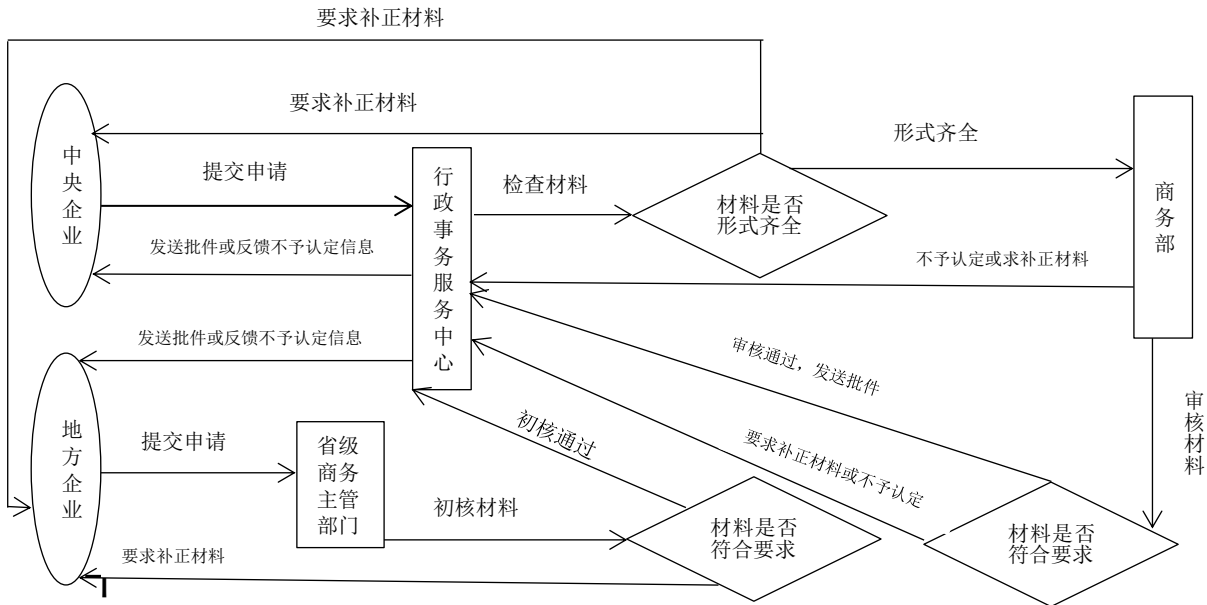 要求补正材料
要求补正材料
形式齐全
中央企业
提交申请
行政事务服务中心
检查材料
材料是否
形式齐全
商务部
发送批件或反馈不予认定信息
不予认定或求补正材料
发送批件或反馈不予认定信息
审核通过，发送批件
审核材料
地方企业
提交申请
省级
商务
主管
部门
初核通过
要求补正材料或不予认定
初核材料
材料是否
符合要求
材料是否
符合要求
要求补正材料